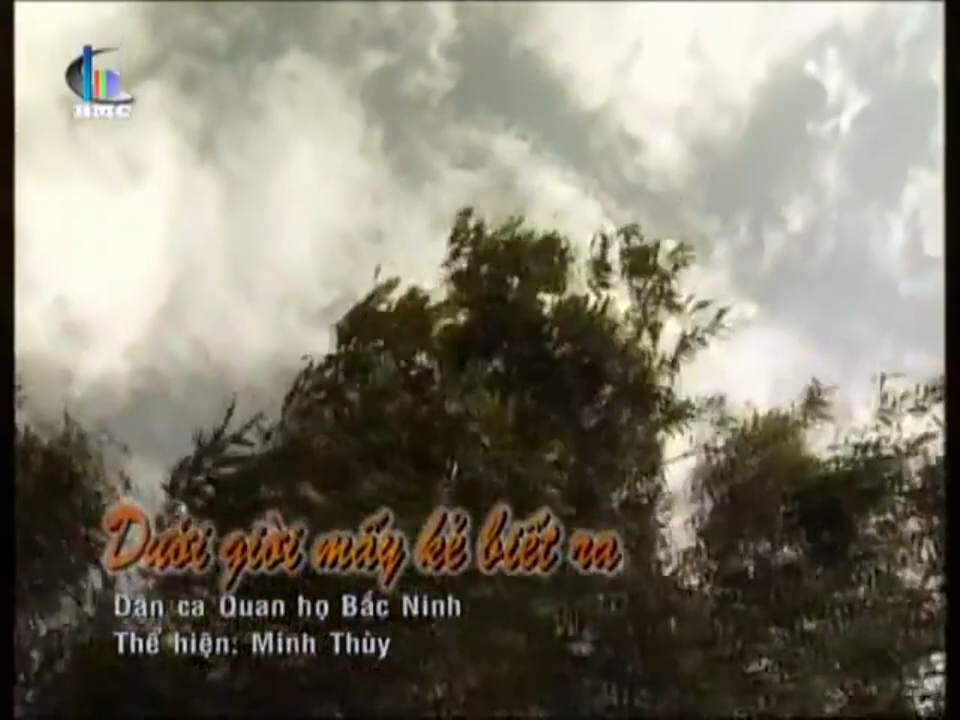 HMC
Dưới giời mấy kẻ biết ra
Dân ca Quan họ Bắc Ninh
Thể hiện: Minh Thùy